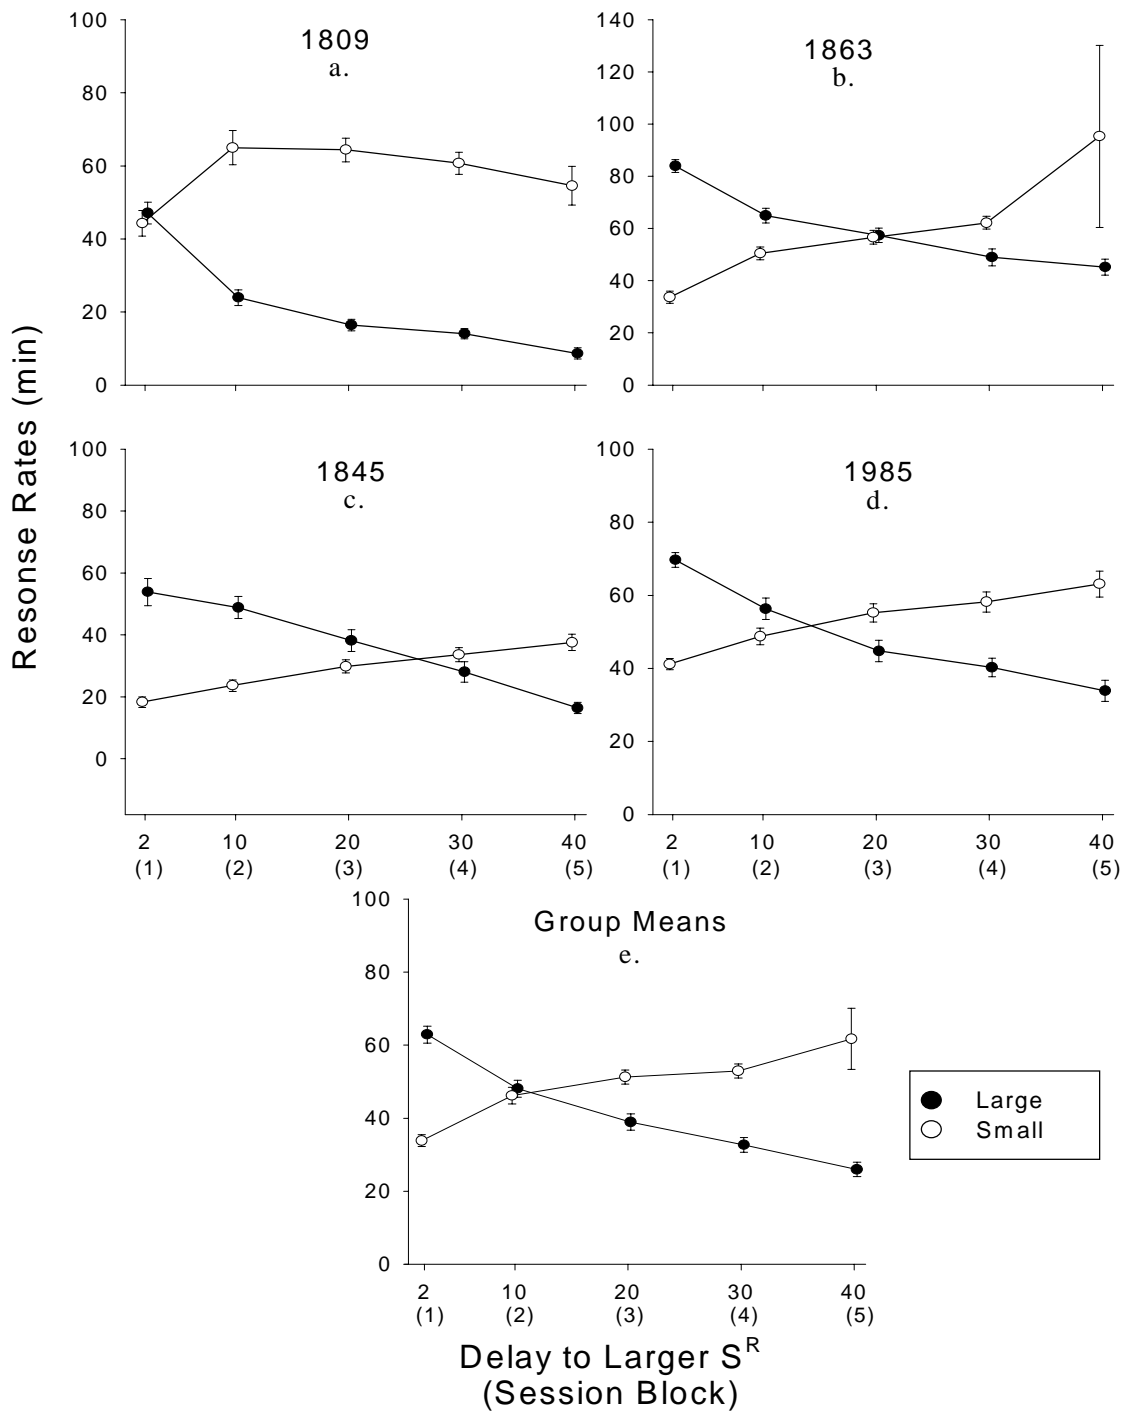 1809
a.
100
80
60
40
20
0
1863
b.
140
120
100
80
60
40
20
0
Resonse Rates (min)
1845
c.
100
80
60
40
20
0
2 10 20 30 40
(1) (2) (3) (4) (5)
1985
d.
100
80
60
40
20
0
2 10 20 30 40
(1) (2) (3) (4) (5)
Group Means
e.
100
80
60
40
20
0
2 10 20 30 40
(1) (2) (3) (4) (5)
Large
Small
Delay to Larger S^R
(Session Block)